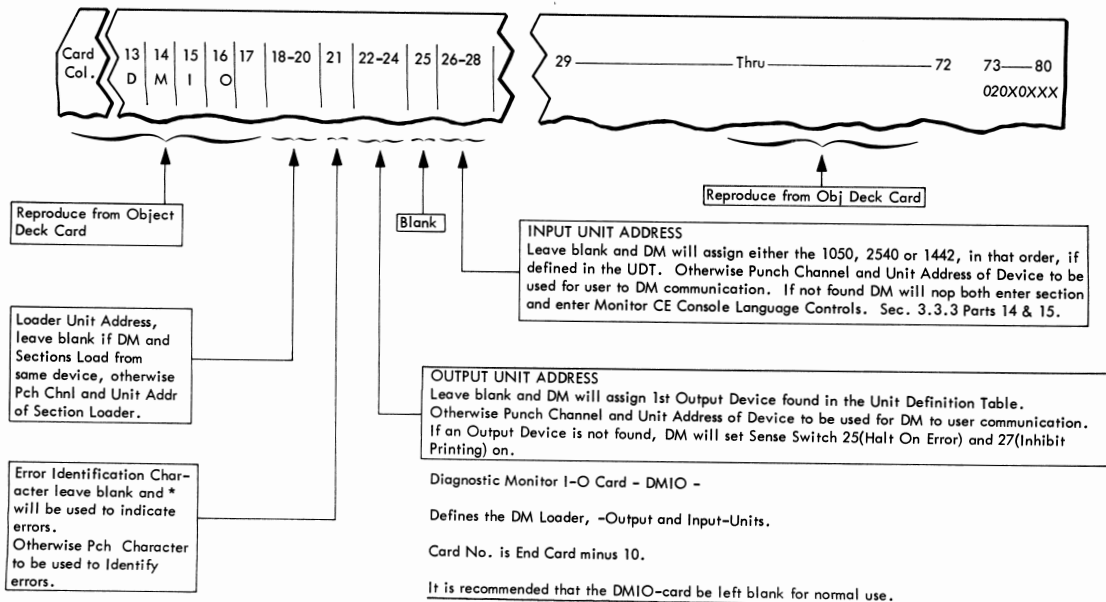 Card
Col.
13 14 15 16 17 18-20 21 22-24 25 26-28
D M I O
29 Thru 72 73 80
020X0XXX
Reproduce from Object
Deck Card
Blank
Reproduce from Obj Deck Card
INPUT UNIT ADDRESS
Leave blank and DM will assign either the 1050, 2540 or 1442, in that order, if
defined in the UDT. Otherwise Punch Channel and Unit Address of Device to be
used for user to DM communication. If not found DM will nop both enter section
and enter Monitor CE Console Language Controls. Sec. 3.3.3 Parts 14 & 15.
Loader Unit Address,
leave blank if DM and
Sections Load from
same device, otherwise
Pch Chnl and Unit Addr
of Section Loader.
OUTPUT UNIT ADDRESS
Leave blank and DM will assign 1st Output Device found in the Unit Definition Table.
Otherwise Punch Channel and Unit Address of Device to be used for DM to user communication.
If an Output Device is not found, DM will set Sense Switch 25(Halt On Error) and 27(Inhibit
Printing) on.
Error Identification Char-
acter leave blank and *
will be used to indicate
errors.
Otherwise Pch Character
to be used to Identify
errors.
Diagnostic Monitor I-O Card - DMIO -
Defines the DM Loader, -Output and Input-Units.
Card No. is End Card minus 10.
It is recommended that the DMIO-card be left blank for normal use.